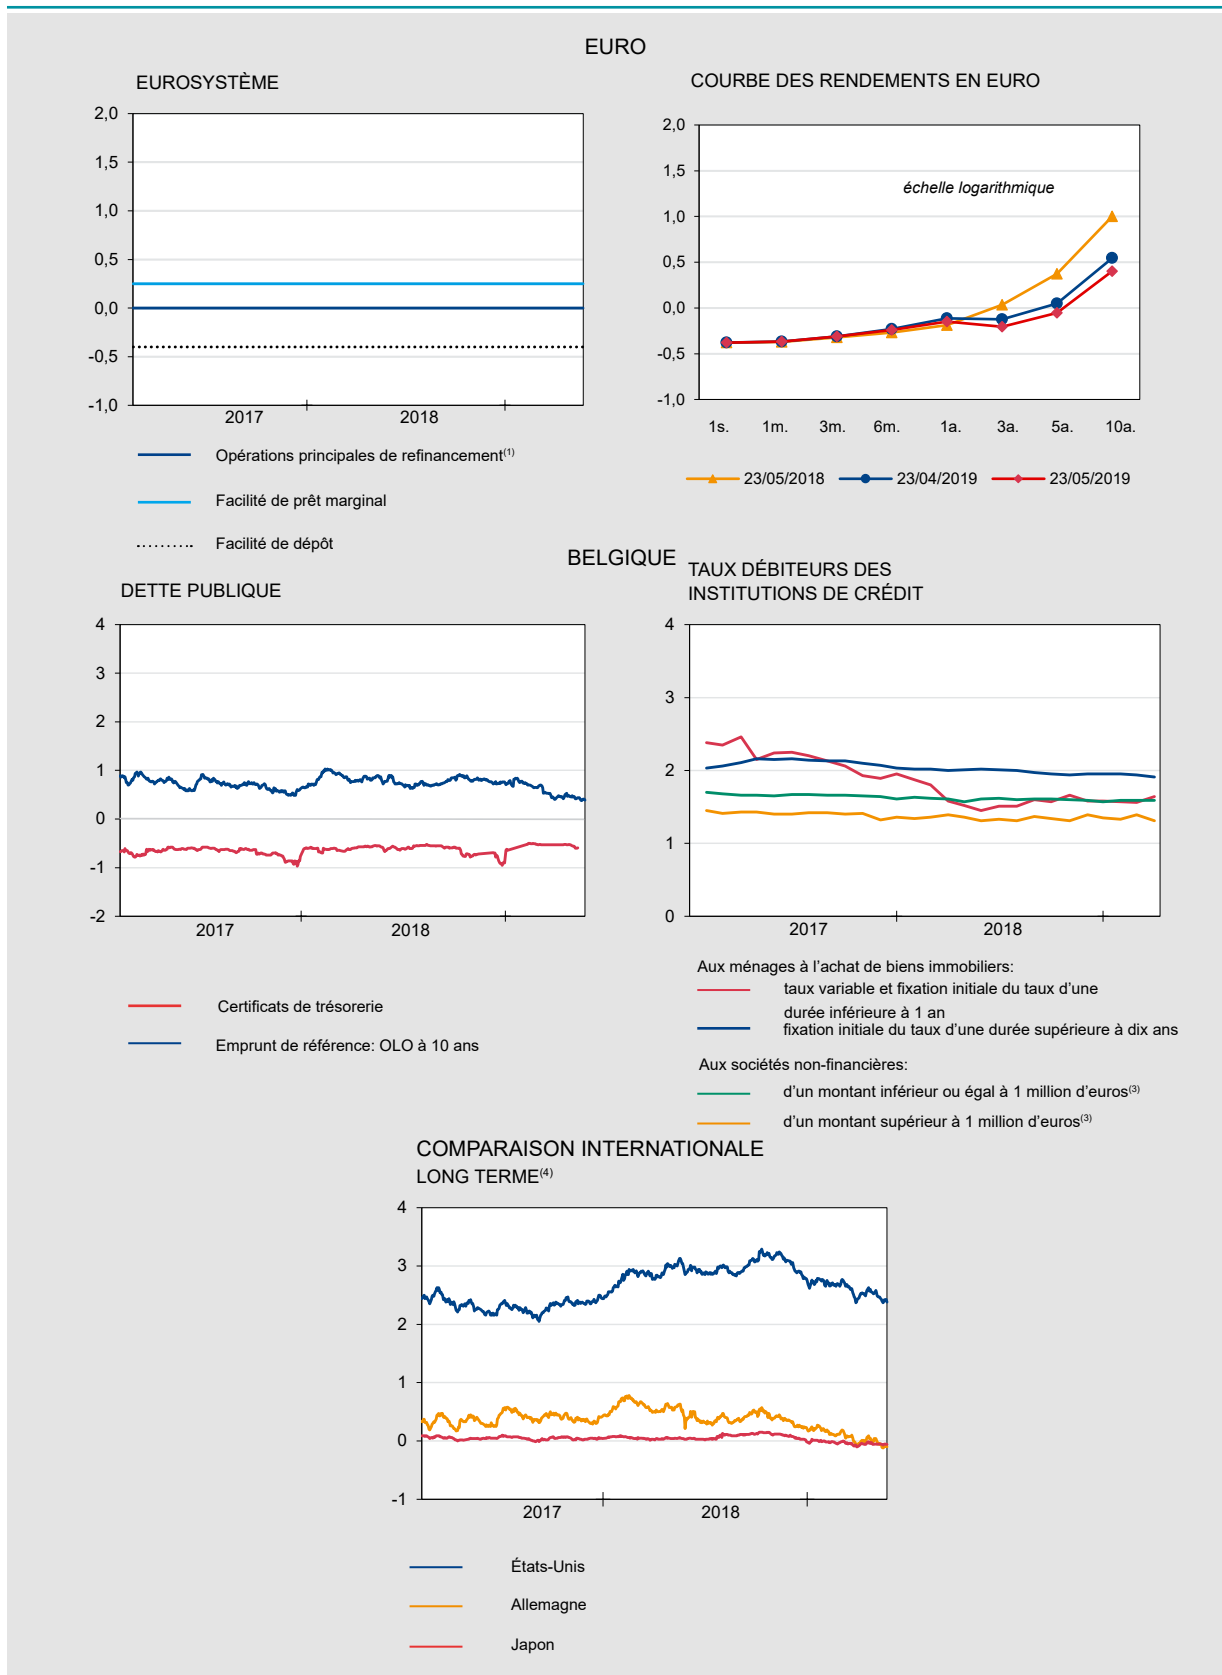 EURO
EUROSYSTÈME
2,0
1,5
1,0
0,5
0,0
-0,5
-1,0
2017 2018
Opérations principales de refinancement(1)
Facilité de prêt marginal
Facilité de dépôt
COURBE DES RENDEMENTS EN EURO
2,0
1,5
1,0
0,5
0,0
-0,5
-1,0
échelle logarithmique
1s. 1m. 3m. 6m. 1a. 3a. 5a. 10a.
23/05/2018 23/04/2019 23/05/2019
BELGIQUE
DETTE PUBLIQUE
4
3
2
1
0
-1
-2
2017 2018
Certificats de trésorerie
Emprunt de référence: OLO à 10 ans
TAUX DÉBITEURS DES
INSTITUTIONS DE CRÉDIT
4
3
2
1
0
2017 2018
Aux ménages à l’achat de biens immobiliers:
taux variable et fixation initiale du taux d’une
durée inférieure à 1 an
fixation initiale du taux d’une durée supérieure à dix ans
Aux sociétés non-financières:
d’un montant inférieur ou égal à 1 million d’euros(3)
d’un montant supérieur à 1 million d’euros(3)
COMPARAISON INTERNATIONALE
LONG TERME(4)
4
3
2
1
0
-1
2017 2018
États-Unis
Allemagne
Japon